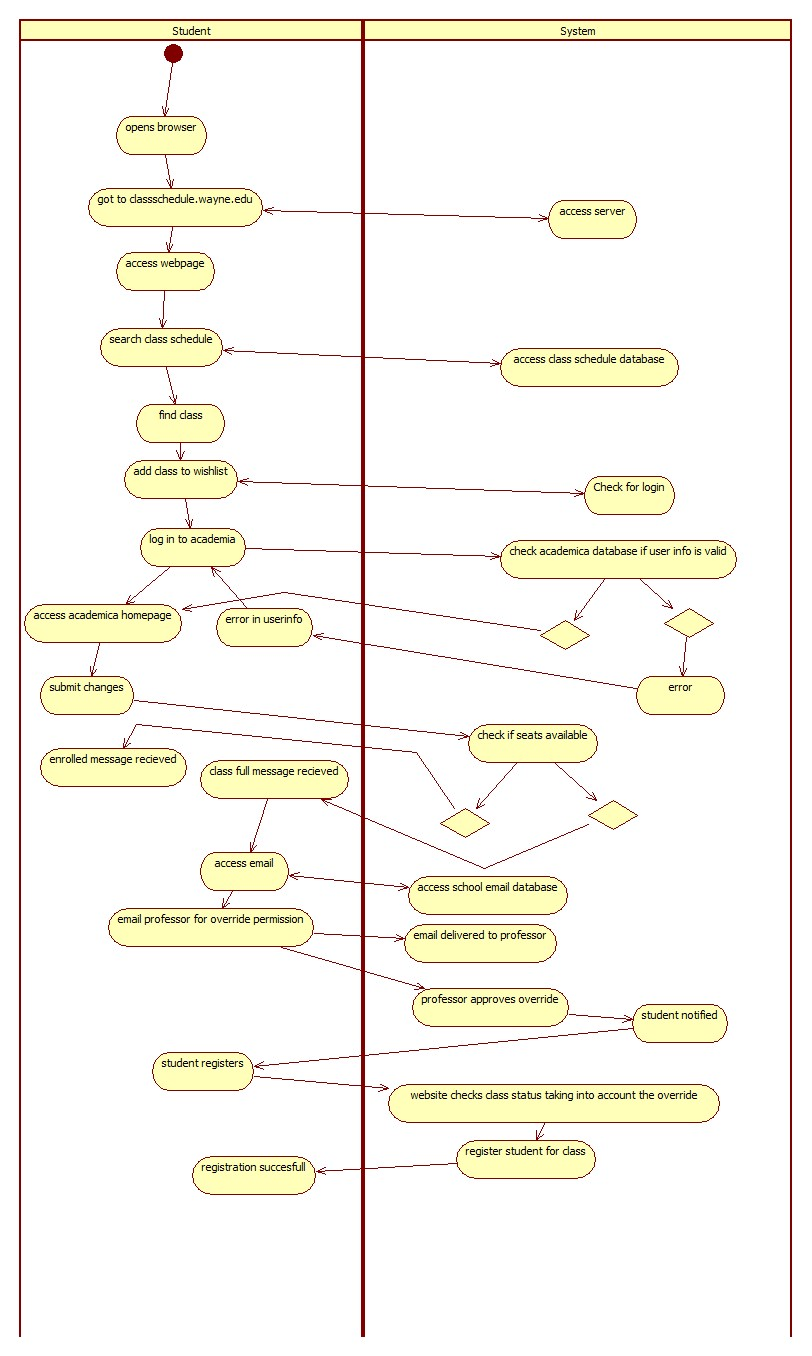 Student
System
opens browser
got to classschedule.wayne.edu
access server
access webpage
search class schedule
access class schedule database
find class
add class to wishlist
Check for login
log in to academia
check academica database if user info is valid
access academica homepage
error in userinfo
submit changes
error
check if seats available
enrolled message recieved
class full message recieved
access email
access school email database
email professor for override permission
email delivered to professor
professor approves override
student notified
student registers
website checks class status taking into account the override
register student for class
registration succesfull